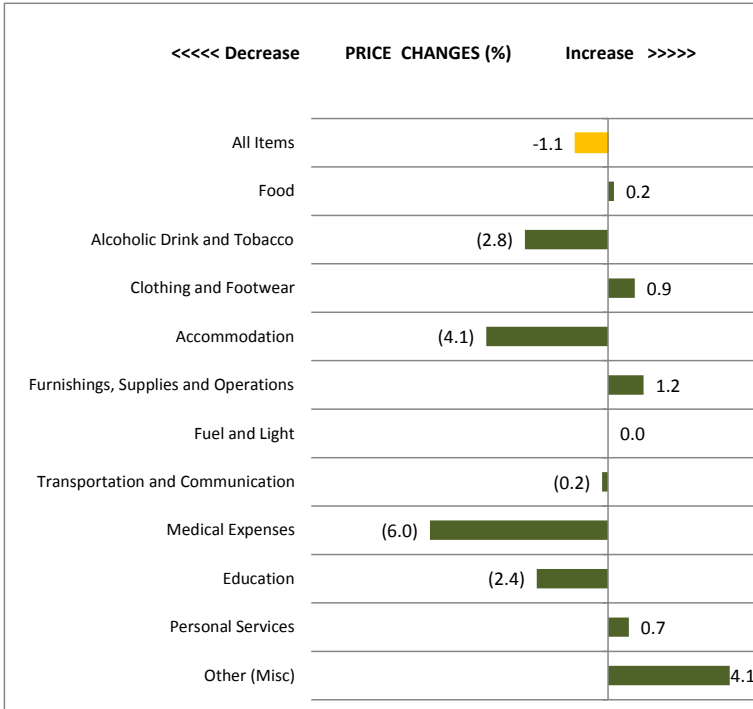 <<<<< Decrease PRICE CHANGES (%) Increase >>>>>
All Items -1.1
Food 0.2
Alcoholic Drink and Tobacco (2.8)
Clothing and Footwear 0.9
Accommodation (4.1)
Furnishings, Supplies and Operations 1.2
Fuel and Light 0.0
Transportation and Communication (0.2)
Medical Expenses (6.0)
Education (2.4)
Personal Services 0.7
Other (Misc) 4.1